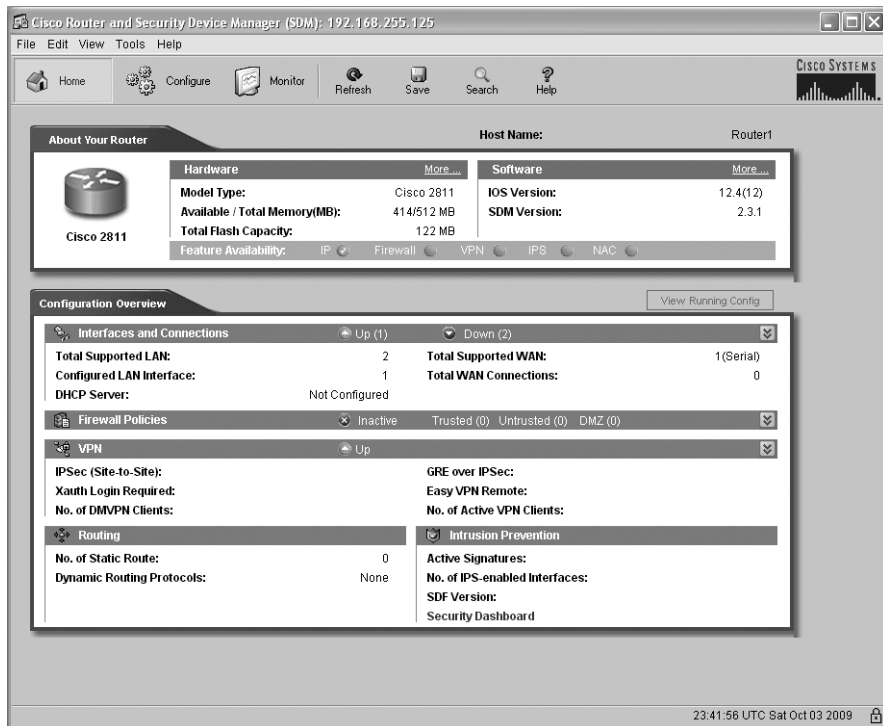 Cisco Router and Security Device Manager (SDM): 192.168.255.125
File Edit View Tools Help
Home Configure Monitor Refresh Save Search Help
CISCO SYSTEMS
About Your Router
Host Name: Router1
Hardware More ...
Software More ...
Model Type: Cisco 2811
IOS Version: 12.4(12)
Available / Total Memory(MB): 414/512 MB
SDM Version: 2.3.1
Total Flash Capacity: 122 MB
Cisco 2811
Feature Availability: IP Firewall VPN IPS NAC
Configuration Overview
View Running Config
Interfaces and Connections Up (1) Down (2)
Total Supported LAN: 2
Total Supported WAN: 1(Serial)
Configured LAN Interface: 1
Total WAN Connections: 0
DHCP Server: Not Configured
Firewall Policies Inactive Trusted (0) Untrusted (0) DMZ (0)
VPN Up
IPSec (Site-to-Site):
GRE over IPSec:
Xauth Login Required:
Easy VPN Remote:
No. of DMVPN Clients:
No. of Active VPN Clients:
Routing
Intrusion Prevention
No. of Static Route: 0
Active Signatures:
Dynamic Routing Protocols: None
No. of IPS-enabled Interfaces:
SDF Version:
Security Dashboard
23:41:56 UTC Sat Oct 03 2009